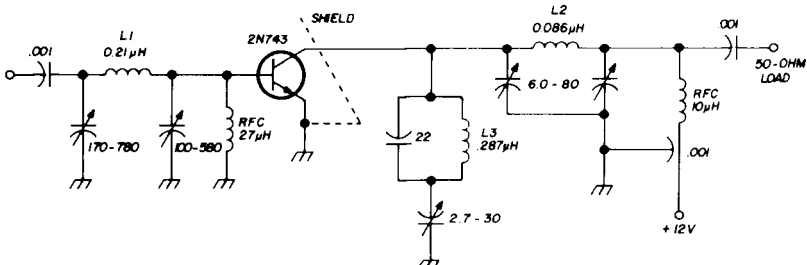 .001
L1
0.21µH
2N743
SHIELD
170-780
100-580
RFC
27µH
22
L3
.287µH
2.7-30
L2
0.086µH
6.0-80
.001
50-OHM
LOAD
RFC
10µH
.001
+12V